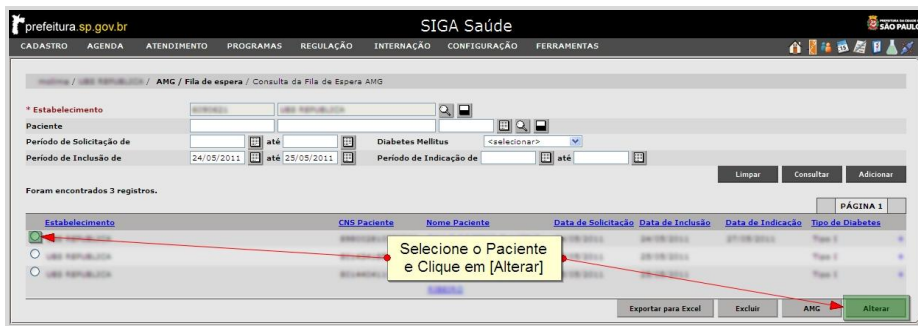 prefeitura.sp.gov.br
SIGA Saúde
SÃO PAULO
CADASTRO AGENDA ATENDIMENTO PROGRAMAS REGULAÇÃO INTERNAÇÃO CONFIGURAÇÃO FERRAMENTAS
/ AMG / Fila de espera / Consulta da Fila de Espera AMG
* Estabelecimento
Paciente
Período de Solicitação de até Diabetes Mellitus <selecionar>
Período de Inclusão de 24/05/2011 até 25/05/2011 Período de Indicação de até
Limpar Consultar Adicionar
Foram encontrados 3 registros.
PÁGINA 1
Estabelecimento CNS Paciente Nome Paciente Data de Solicitação Data de Inclusão Data de Indicação Tipo de Diabetes
Selecione o Paciente
e Clique em [Alterar]
Exportar para Excel Excluir AMG Alterar